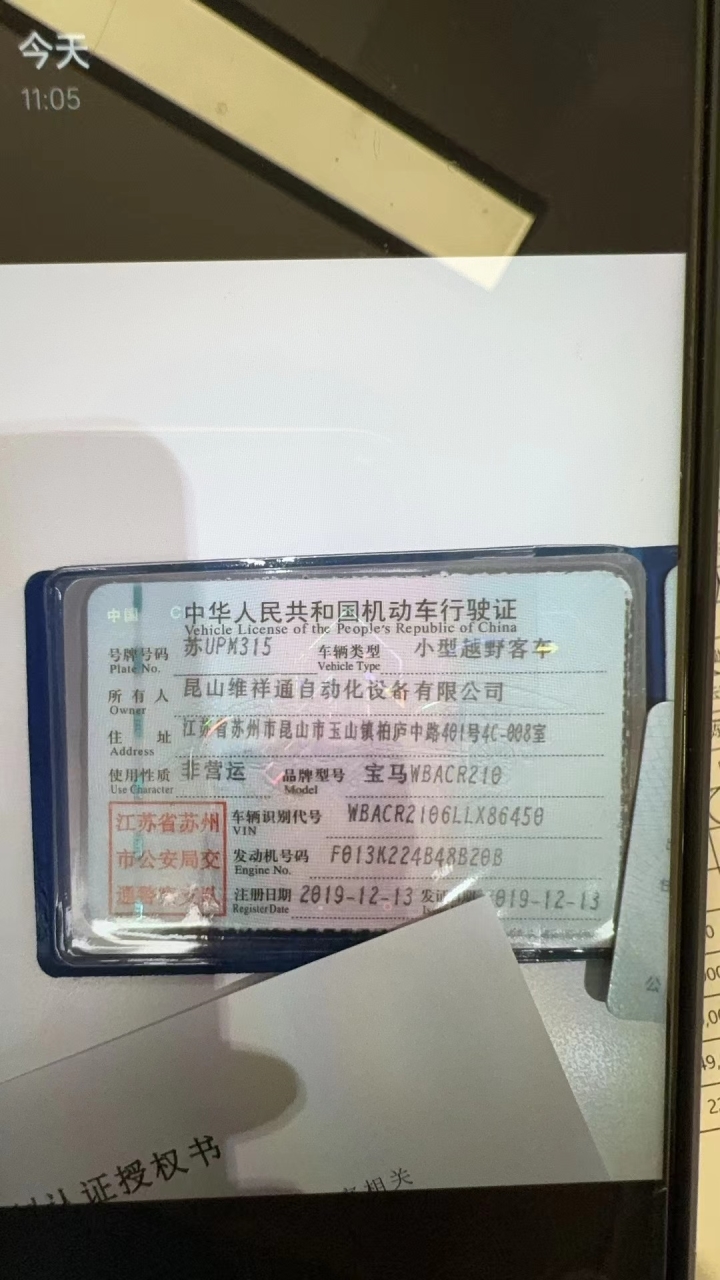 今天
11:05
中国
中华人民共和国机动车行驶证
Vehicle License of the People's Republic of China
号牌号码 苏UPM315 车辆类型 小型越野客车
Plate No. Vehicle Type
所有人 昆山维祥通自动化设备有限公司
Owner
住址 江苏省苏州市昆山市玉山镇柏庐中路401号4C-008室
Address
使用性质 非营运 品牌型号 宝马WBACR210
Use Character Model
江苏省苏州
市公安局交
车辆识别代号 WBACR2106LLX86450
VIN
发动机号码 F013K224B48B20B
Engine No.
注册日期 2019-12-13 019-12-13
Register Date
认证授权书
相关
公